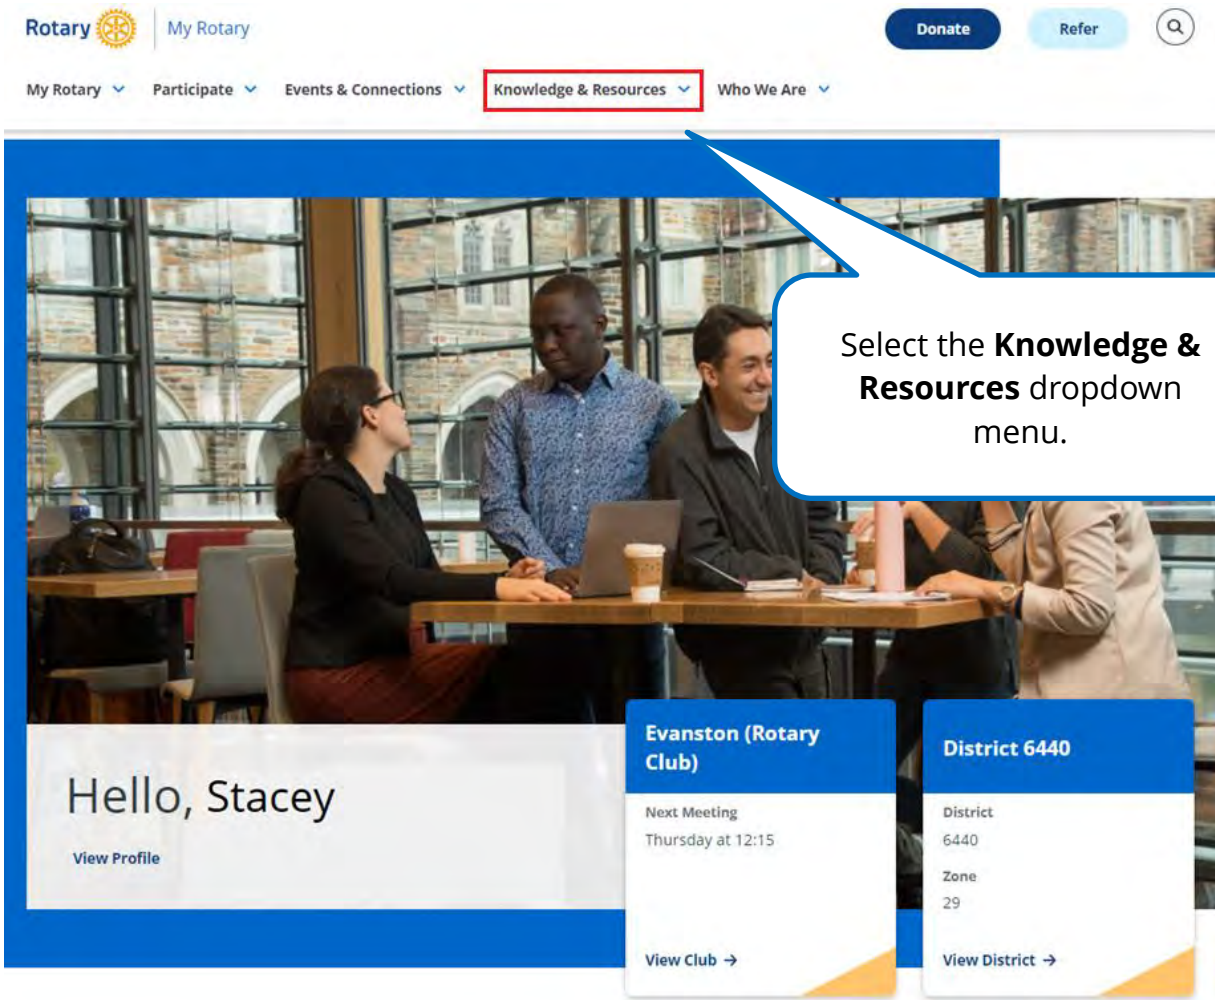 Rotary
My Rotary
Donate
Refer
My Rotary
Participate
Events & Connections
Knowledge & Resources
Who We Are
Select the Knowledge &
Resources dropdown
menu.
Hello, Stacey
View Profile
Evanston (Rotary
Club)
Next Meeting
Thursday at 12:15
View Club →
District 6440
District
6440
Zone
29
View District →